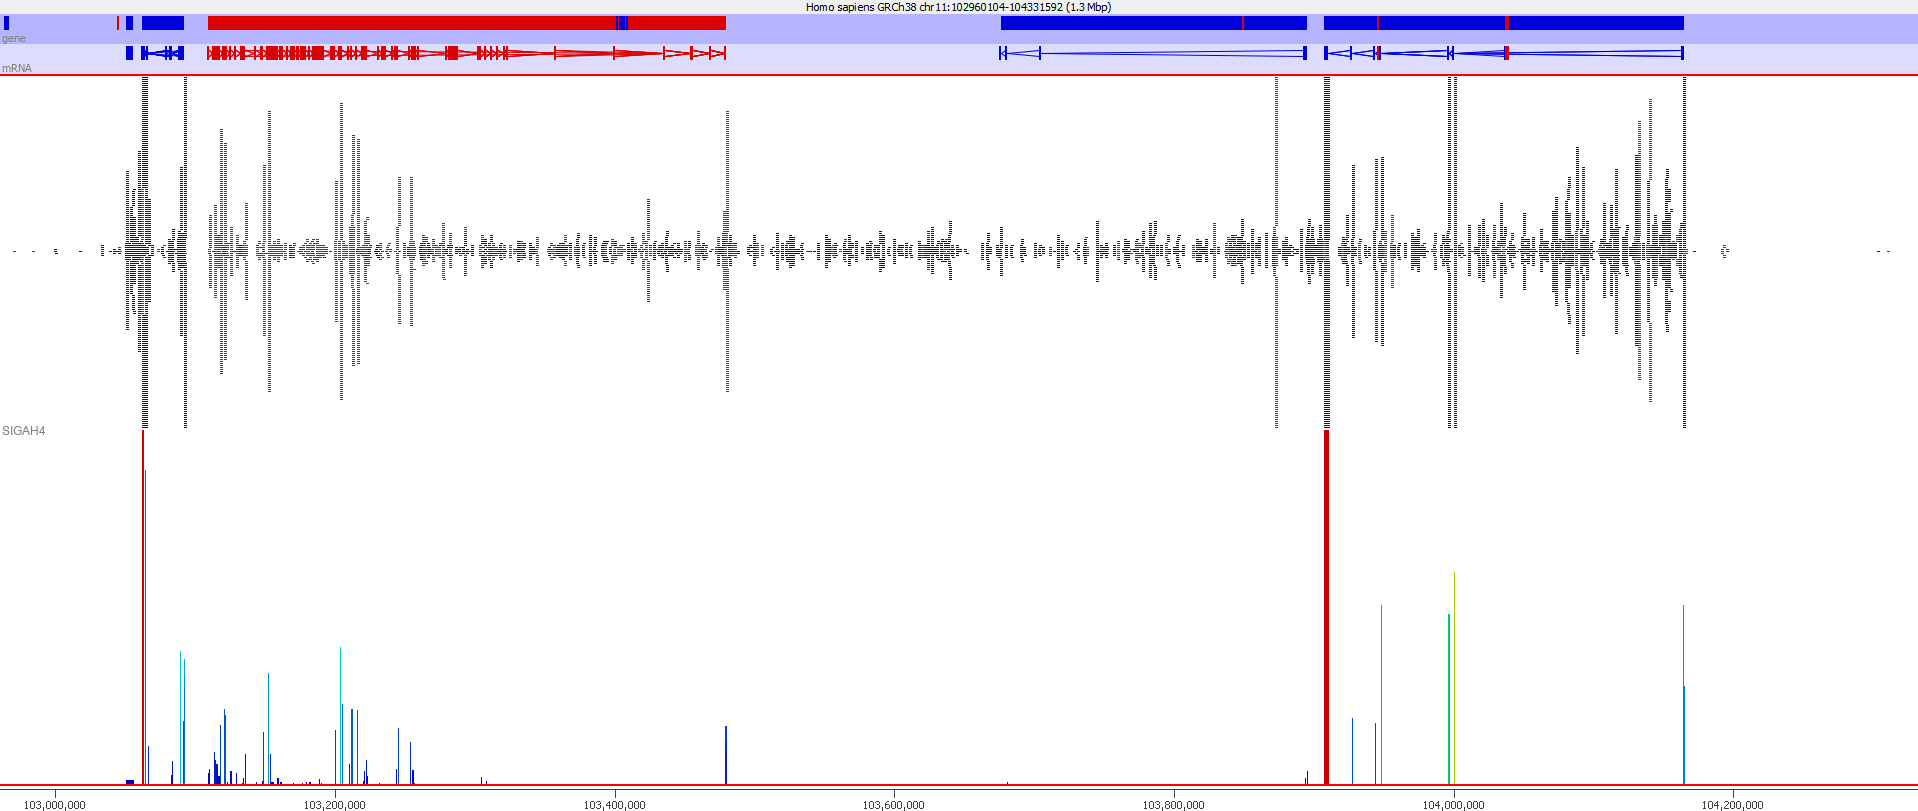 Homo sapiens GRCh38 chr11:102960104-104331592 (1.3 Mbp)
gene
mRNA
SIGAH4
103,000,000 103,200,000 103,400,000 103,600,000 103,800,000 104,000,000 104,200,000